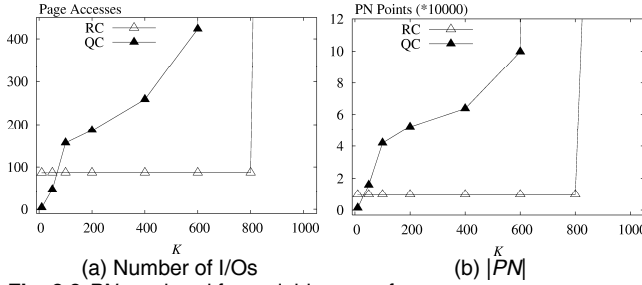 Page Accesses
RC
QC
400
300
200
100
0
0 200 400 600 800 1000
K
(a) Number of I/Os
PN Points (*10000)
RC
QC
12
10
8
6
4
2
0
0 200 400 600 800 1000
K
(b) |PN|